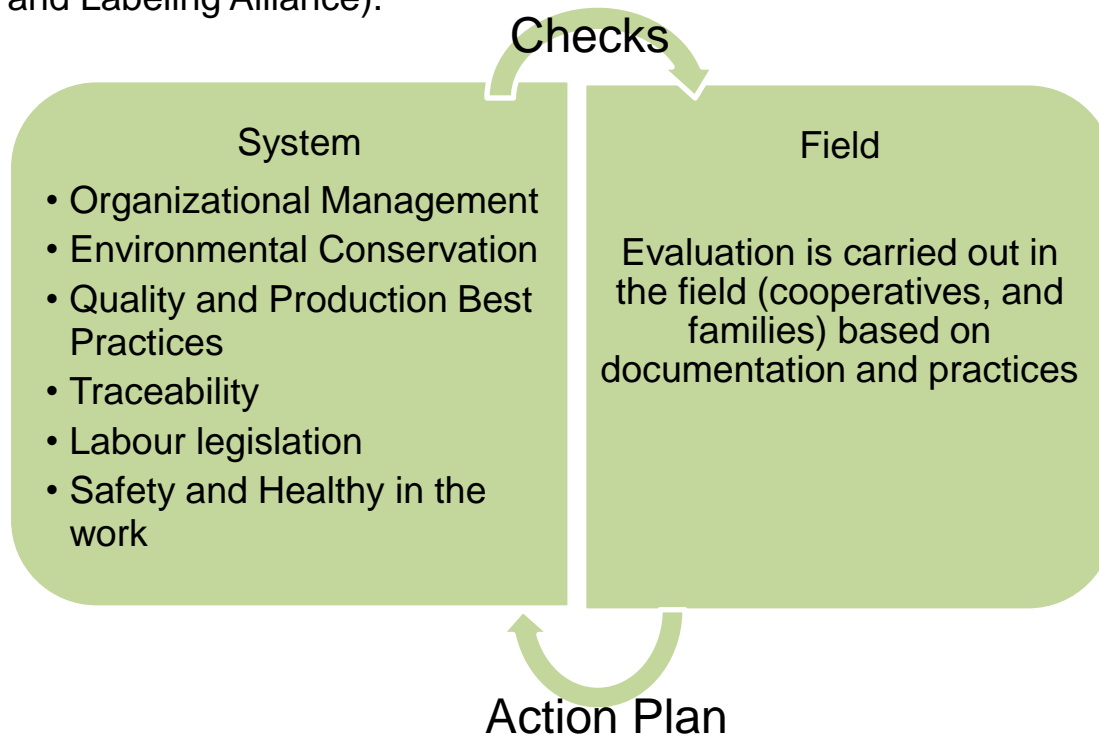 and Labeling Alliance).
Checks
System
• Organizational Management
• Environmental Conservation
• Quality and Production Best
Practices
• Traceability
• Labour legislation
• Safety and Healthy in the
work
Field
Evaluation is carried out in
the field (cooperatives, and
families) based on
documentation and practices
Action Plan